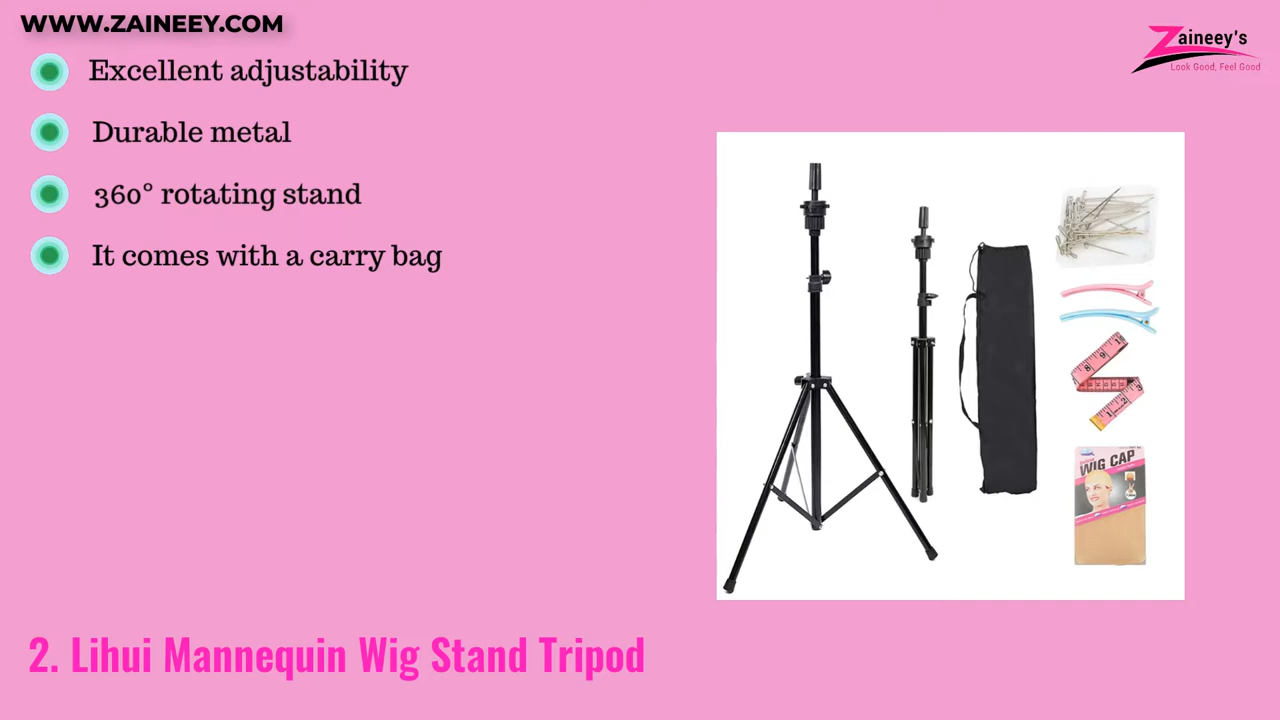 WWW.ZAINEEY.COM
Zaineey's
Look Good, Feel Good
Excellent adjustability
Durable metal
360° rotating stand
It comes with a carry bag
WIG CAP
2. Lihui Mannequin Wig Stand Tripod